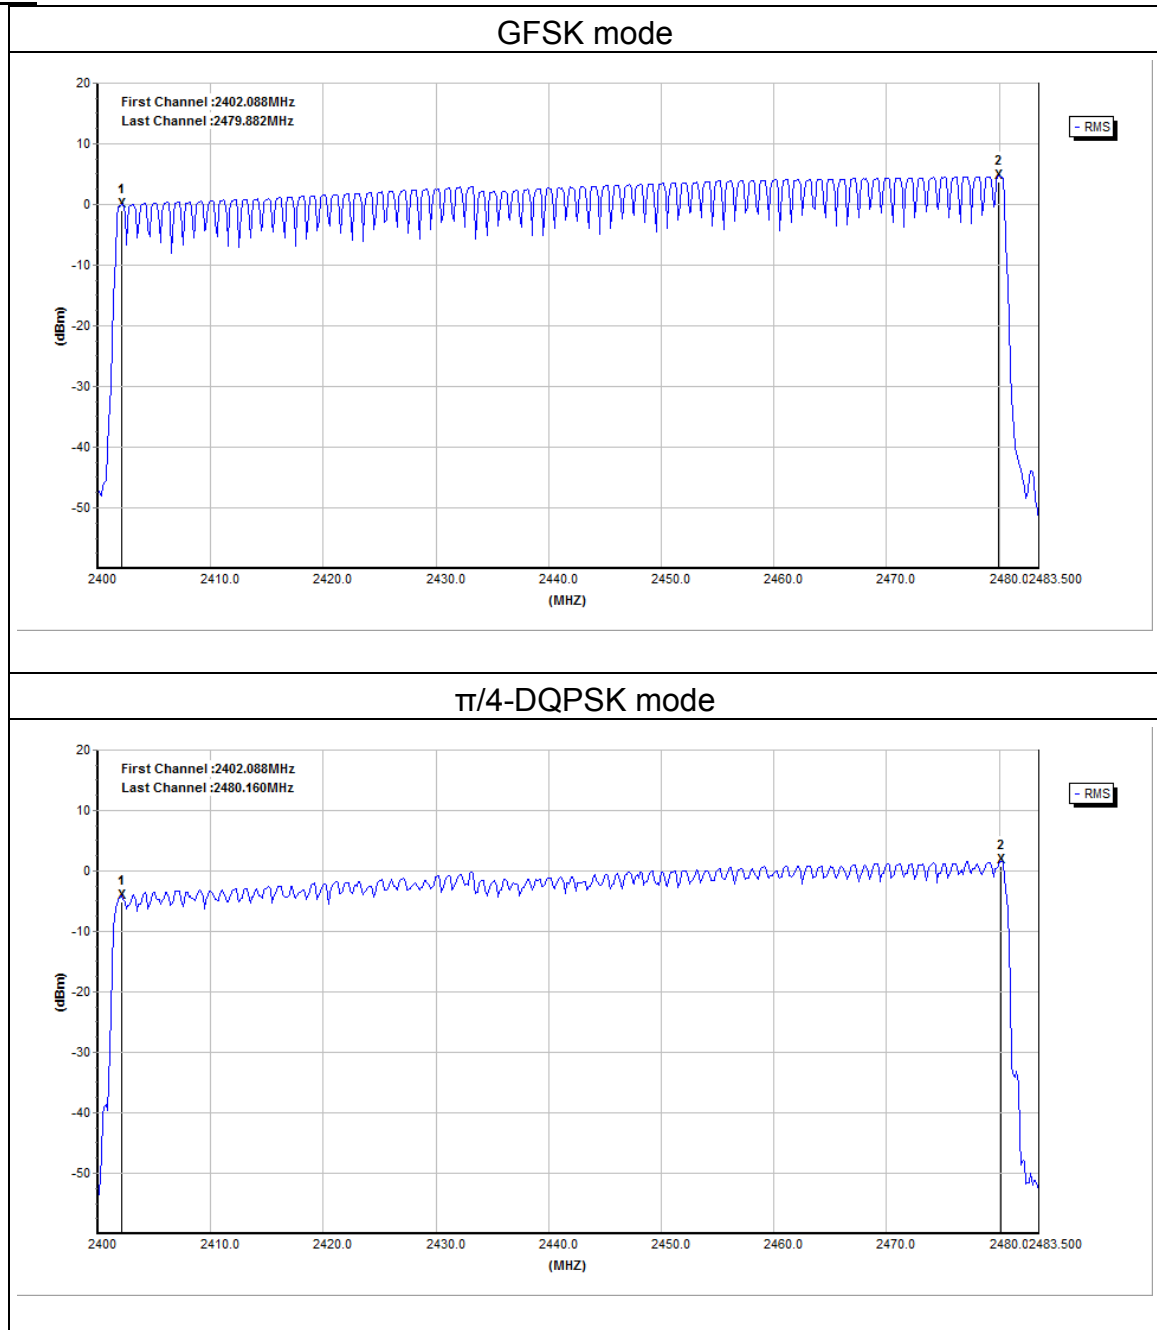 GFSK mode
First Channel :2402.088MHz
Last Channel :2479.882MHz
RMS
20
10
0
-10
-20
-30
-40
-50
(dBm)
1
2
X
X
2400 2410.0 2420.0 2430.0 2440.0 2450.0 2460.0 2470.0 2480.02483.500
(MHZ)
π/4-DQPSK mode
First Channel :2402.088MHz
Last Channel :2480.160MHz
RMS
20
10
0
-10
-20
-30
-40
-50
(dBm)
1
2
X
X
2400 2410.0 2420.0 2430.0 2440.0 2450.0 2460.0 2470.0 2480.02483.500
(MHZ)